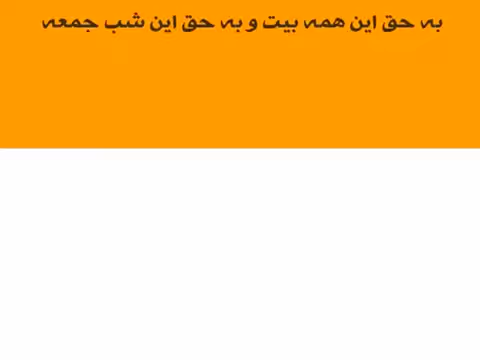 به حق این همه بیت و به حق این شب جمعه